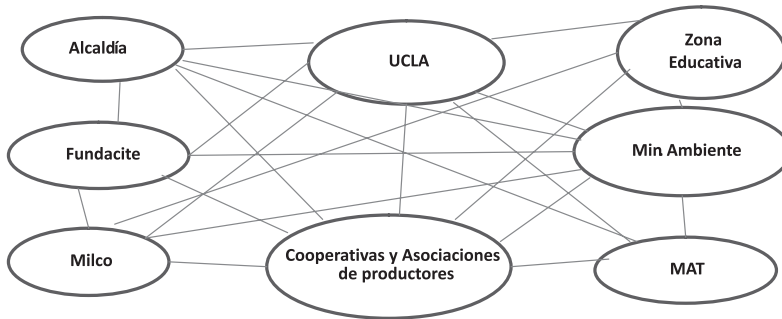 Alcaldía
UCLA
Zona
Educativa
Fundacite
Min Ambiente
Milco
Cooperativas y Asociaciones
de productores
MAT